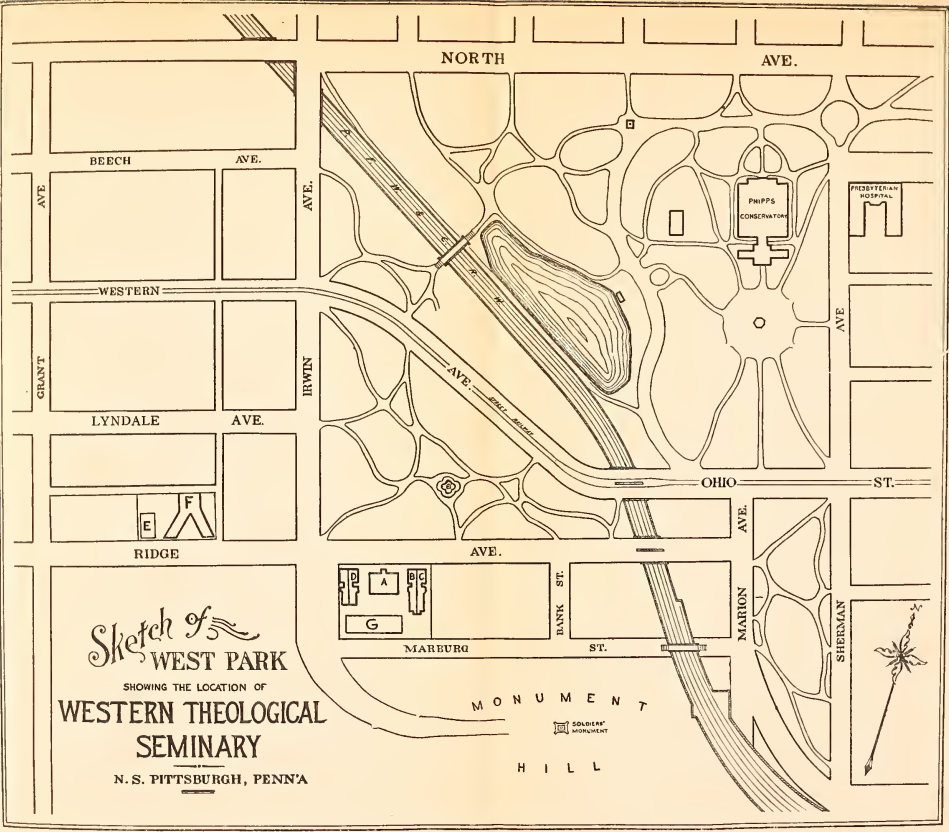 NORTH AVE.
BEECH AVE.
AVE
AVE.
PRESBYTERIAN
HOSPITAL
PHIPPS
CONSERVATORY
WESTERN
AVE.
STREET RAILWAY
GRANT
IRWIN
AVE
LYNDALE AVE.
OHIO ST.
E
F
RIDGE AVE.
AVE.
D
A
B C
G
BANK ST.
MARION
SHERMAN
MARBURG ST.
Sketch of
WEST PARK
SHOWING THE LOCATION OF
WESTERN THEOLOGICAL
SEMINARY
N. S. PITTSBURGH, PENN'A
MONUMENT
SOLDIERS'
MONUMENT
HILL